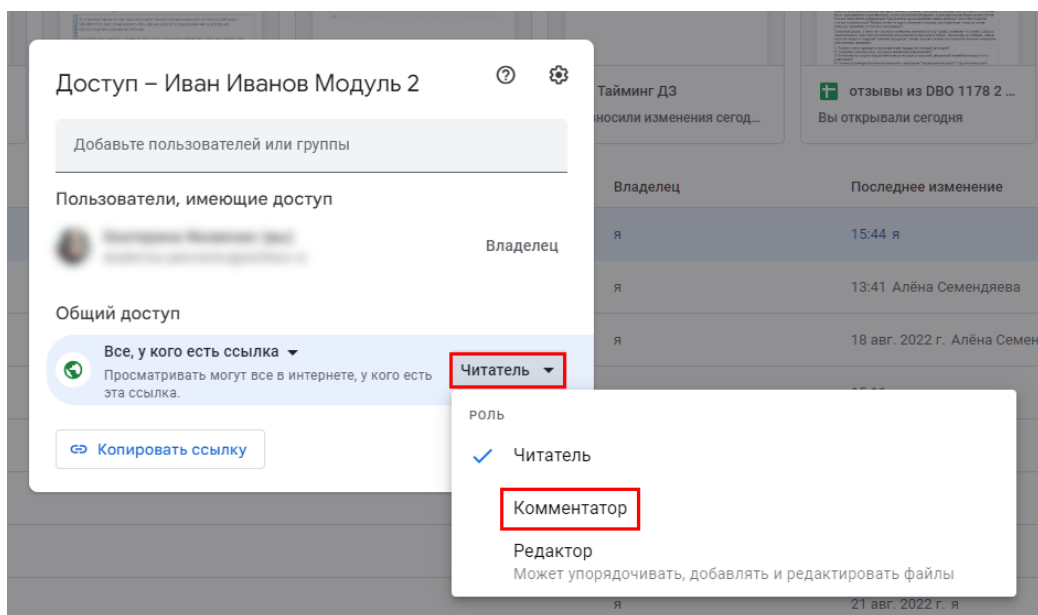 Доступ – Иван Иванов Модуль 2
Тайминг ДЗ
отзывы из DBO 1178 2 ...
носили изменения сегод...
Вы открывали сегодня
Добавьте пользователей или группы
Владелец
Последнее изменение
Пользователи, имеющие доступ
Владелец
я
15:44 я
я
13:41 Алёна Семендяева
Общий доступ
Все, у кого есть ссылка
Просматривать могут все в интернете, у кого есть
эта ссылка.
Читатель
я
18 авг. 2022 г. Алёна Семен
РОЛЬ
Копировать ссылку
Читатель
Комментатор
Редактор
Может упорядочивать, добавлять и редактировать файлы
я
21 авг. 2022 г. я